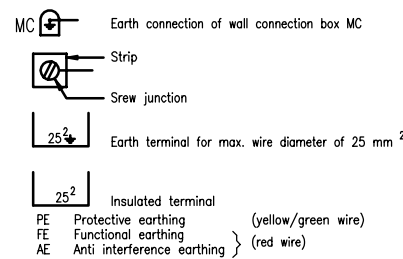 MC Earth connection of wall connection box MC
Strip
Srew junction
25² Earth terminal for max. wire diameter of 25 mm ²
25² Insulated terminal
PE Protective earthing (yellow/green wire)
FE Functional earthing
(red wire)
AE Anti interference earthing